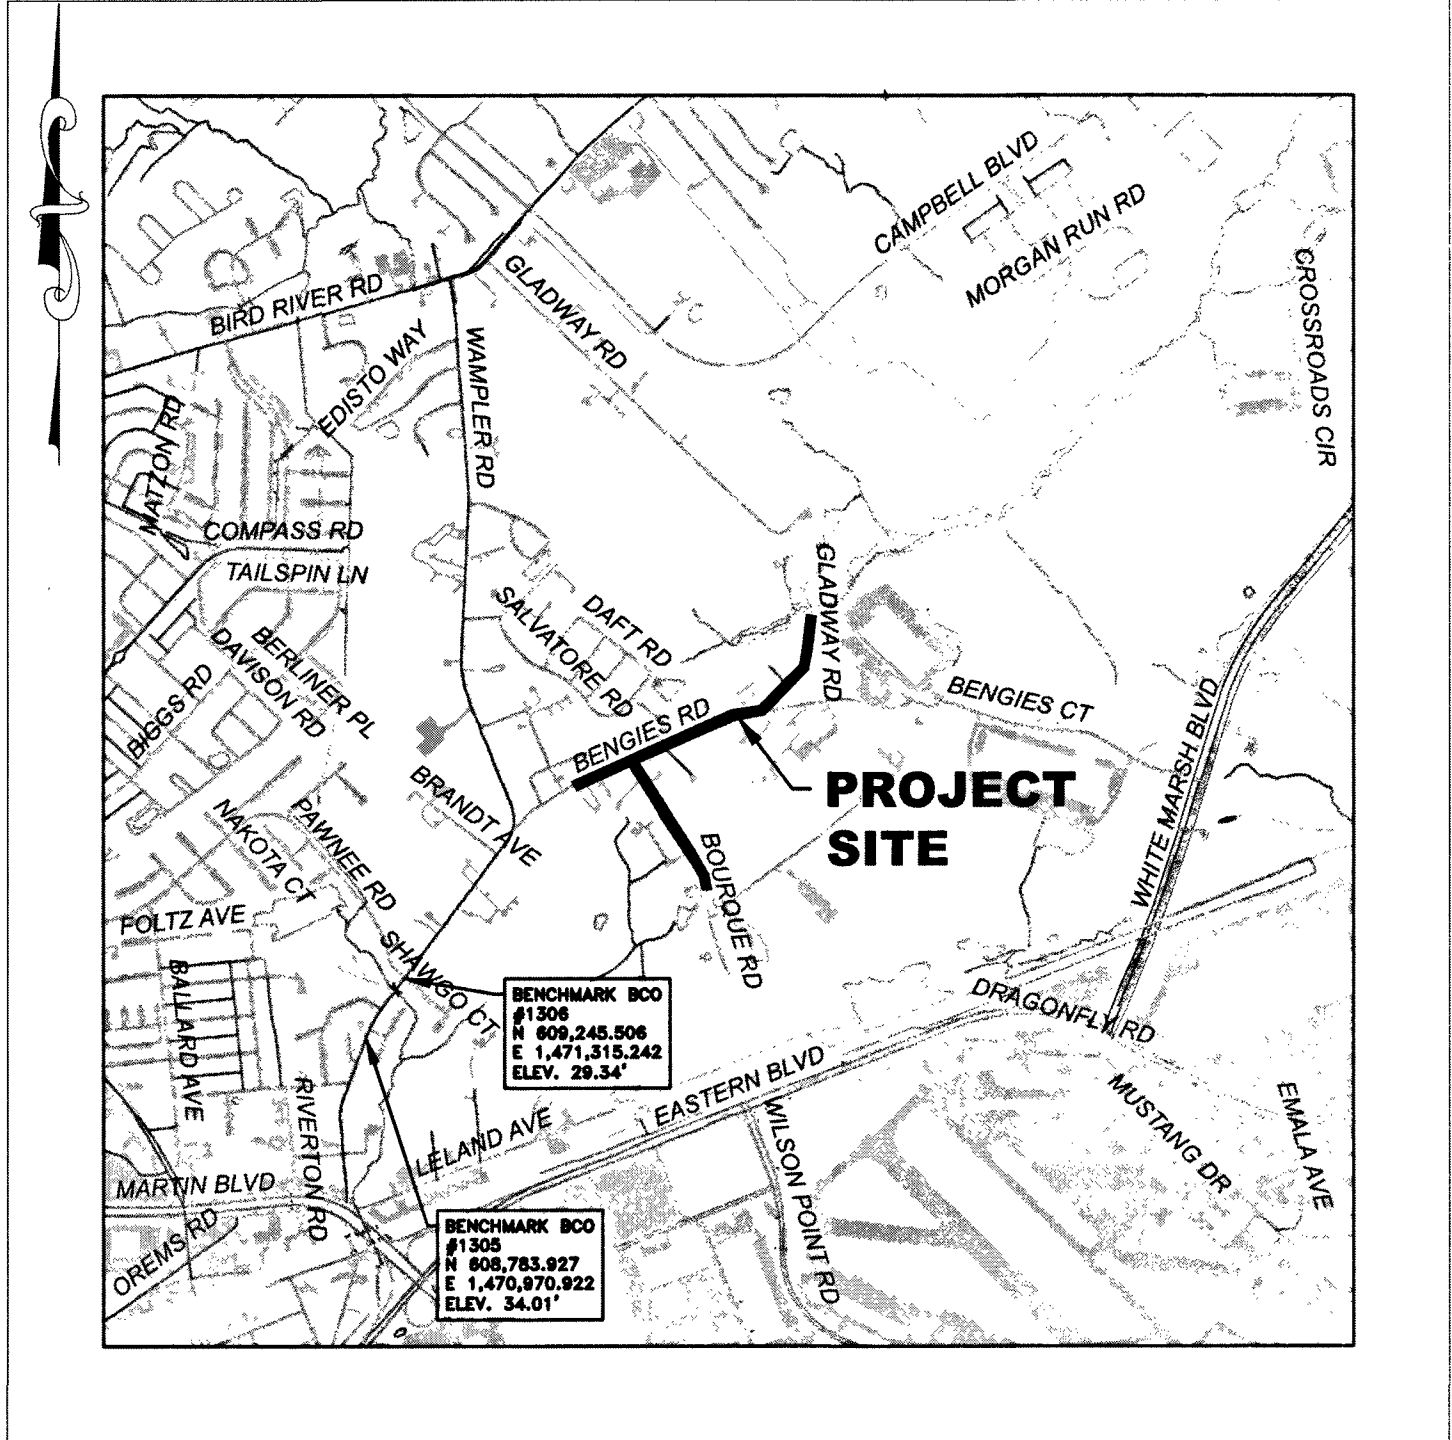 CAMPBELL BLVD
MORGAN RUN RD
CROSSROADS CIR
BIRD RIVER RD
GLADWAY RD
EDISTO WAY
WAMPLER RD
MATZON RD
COMPASS RD
TAILSPIN LN
GLADWAY RD
SALVATORE RD
DAFT RD
BERLINER PL
DAVISON RD
BIGGS RD
BENGIES RD
BENGIES CT
WHITE MARSH BLVD
BRANDT AVE
PROJECT
SITE
NAKOTA CT
PAWNEE RD
BOURQUE RD
FOLTZ AVE
SHAWGO CT
BALLARD AVE
BENCHMARK BCO
#1306
N 609,245.506
E 1,471,315.242
ELEV. 29.34'
DRAGONFLY RD
EASTERN BLVD
RIVERTON RD
LELAND AVE
WILSON POINT RD
MUSTANG DR
EMALA AVE
MARTIN BLVD
OREMS RD
BENCHMARK BCO
#1305
N 608,783.927
E 1,470,970.922
ELEV. 34.01'